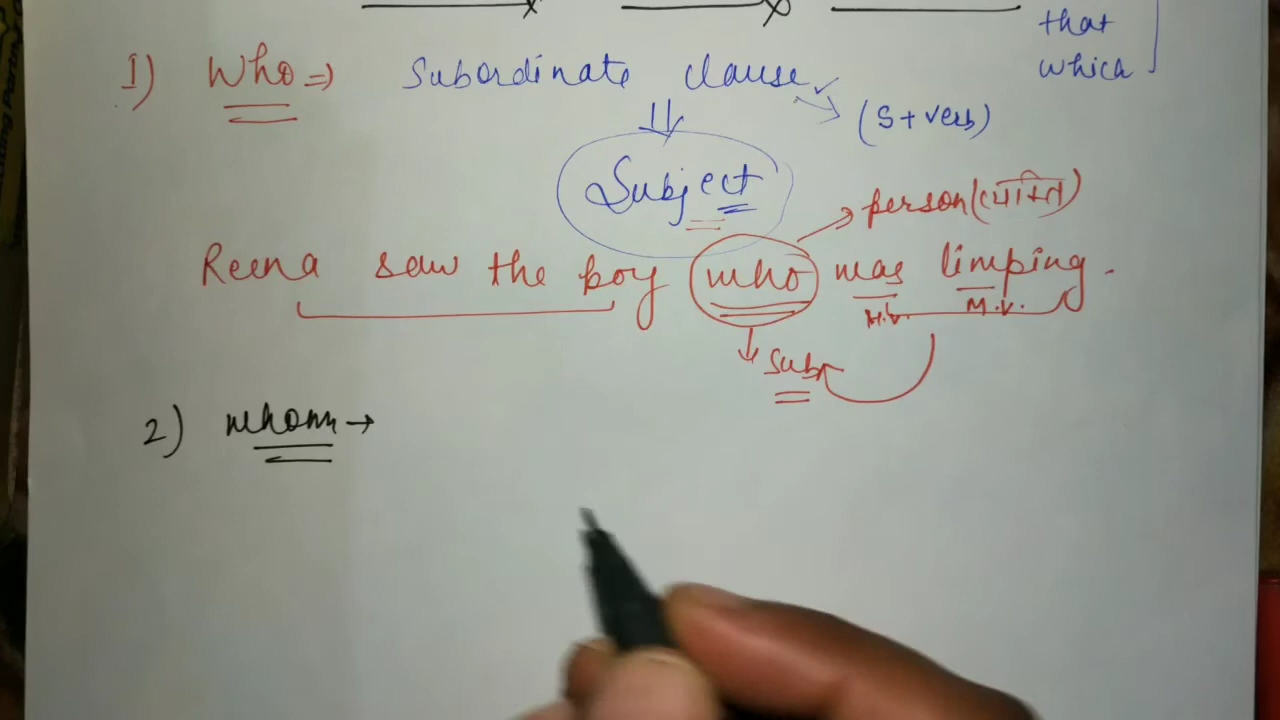 that
which
1) Who ⇒ Subordinate clause
(S + verb)
Subject
person (व्यक्ति)
Reena saw the boy who was limping.
H.V. M.V.
Subj
2) whom →